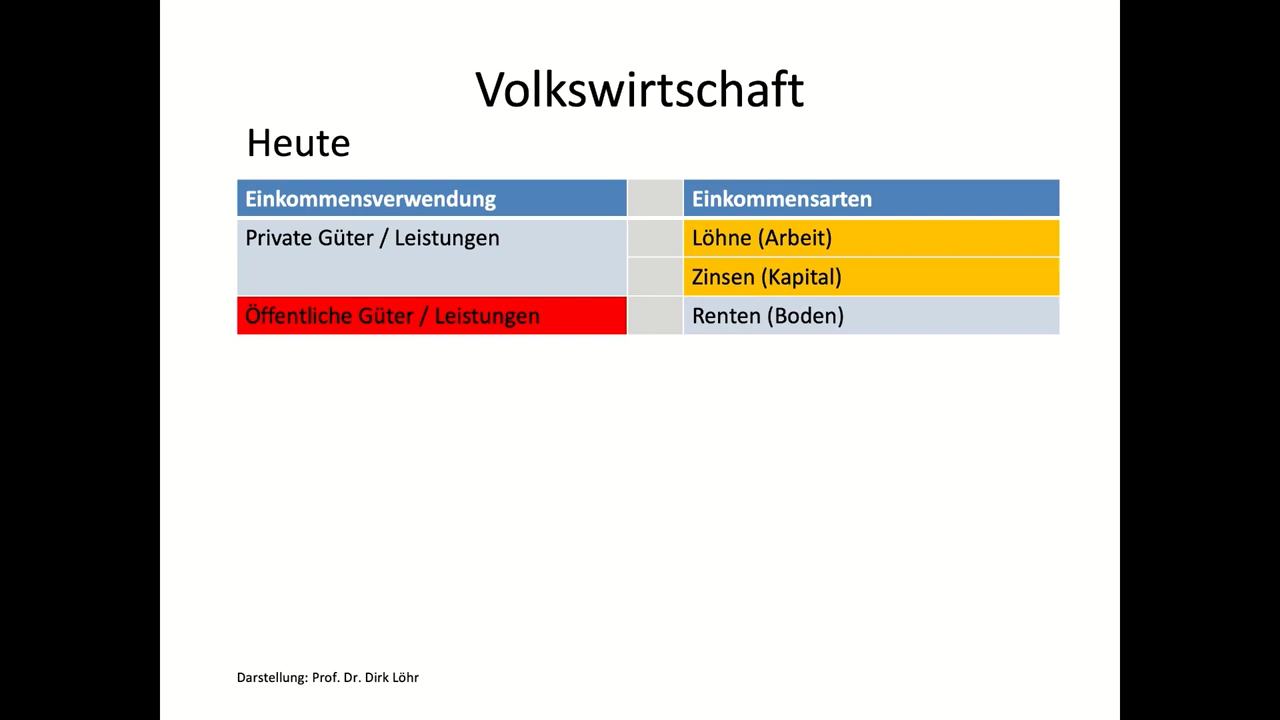 Volkswirtschaft
Heute
Einkommensverwendung Einkommensarten
Private Güter / Leistungen Löhne (Arbeit)
Zinsen (Kapital)
Öffentliche Güter / Leistungen Renten (Boden)
Darstellung: Prof. Dr. Dirk Löhr